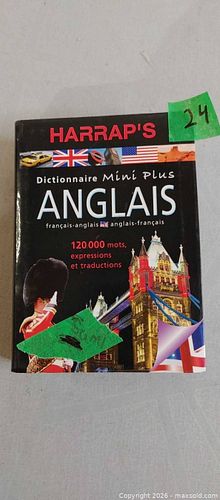 24
HARRAP'S
Dictionnaire Mini Plus
ANGLAIS
français-anglais anglais-français
120 000 mots,
expressions
et traductions
Copyright © 2026 - maxsold.com